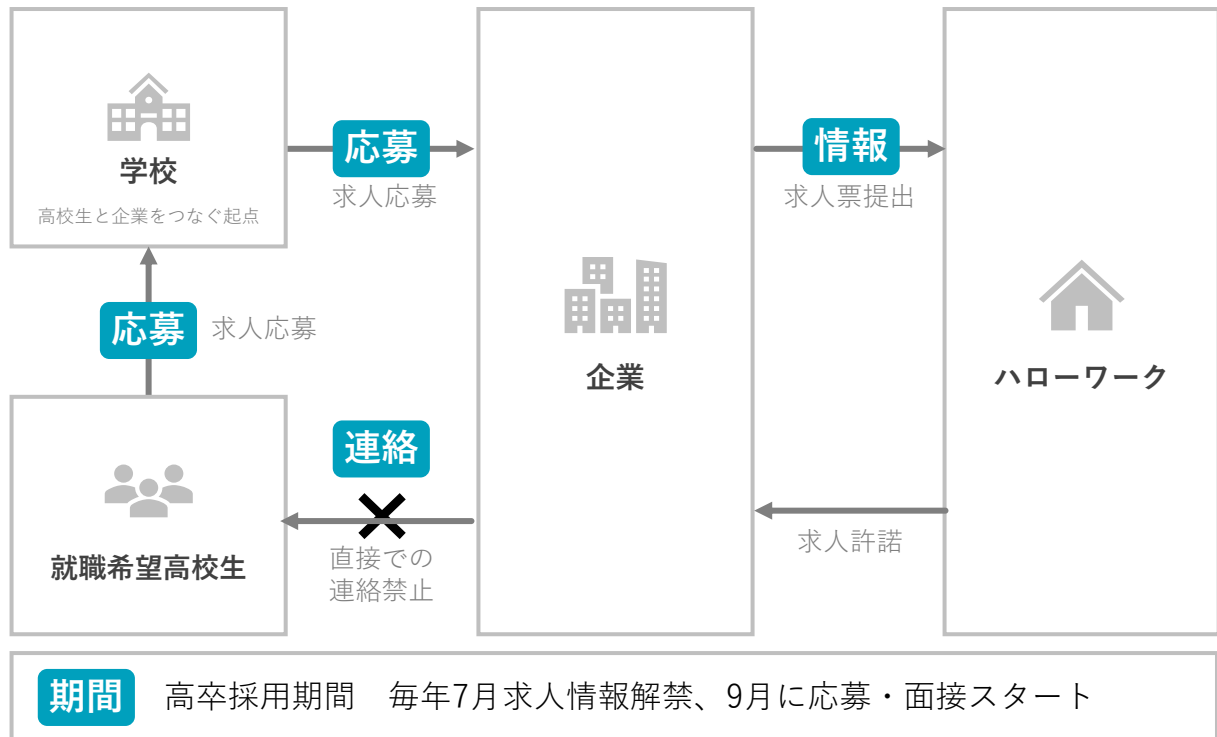 学校
高校生と企業をつなぐ起点
応募
求人応募
情報
求人票提出
応募
求人応募
企業
ハローワーク
連絡
直接での
連絡禁止
求人許諾
就職希望高校生
期間
高卒採用期間　毎年7月求人情報解禁、9月に応募・面接スタート